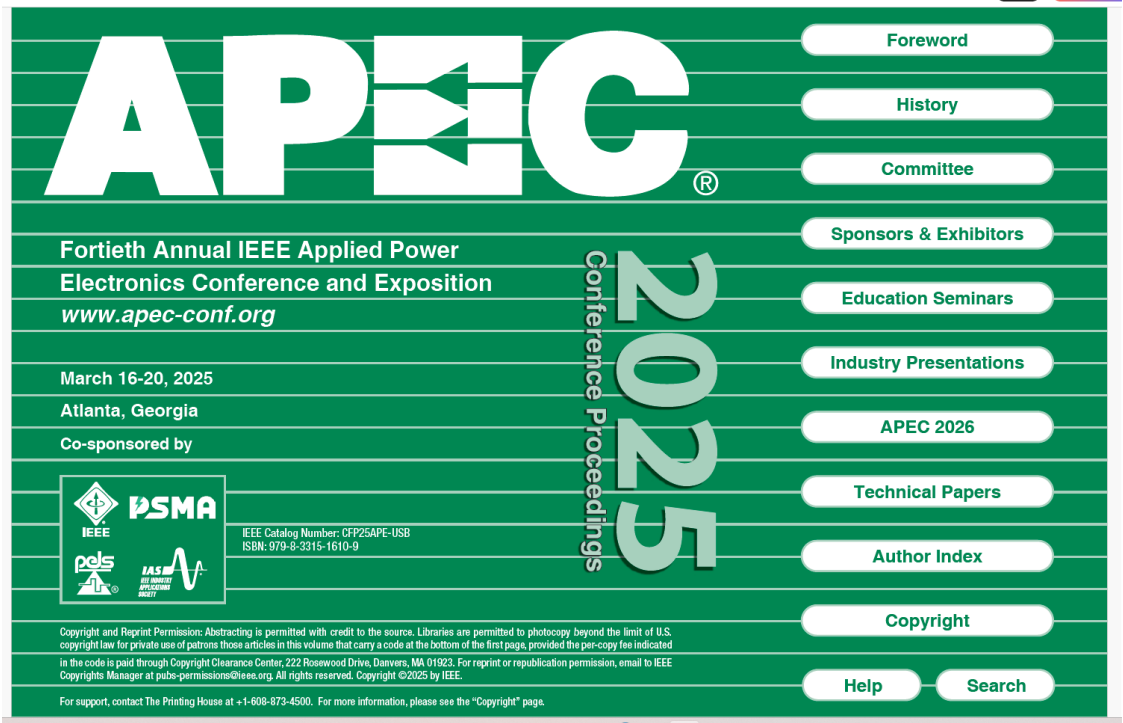 APEC®
Fortieth Annual IEEE Applied Power
Electronics Conference and Exposition
www.apec-conf.org
March 16-20, 2025
Atlanta, Georgia
Co-sponsored by
IEEE
PSMA
pels
®
IAS
IEEE INDUSTRY
APPLICATIONS
SOCIETY
IEEE Catalog Number: CFP25APE-USB
ISBN: 979-8-3315-1610-9
2025
Conference Proceedings
Copyright and Reprint Permission: Abstracting is permitted with credit to the source. Libraries are permitted to photocopy beyond the limit of U.S.
copyright law for private use of patrons those articles in this volume that carry a code at the bottom of the first page, provided the per-copy fee indicated
in the code is paid through Copyright Clearance Center, 222 Rosewood Drive, Danvers, MA 01923. For reprint or republication permission, email to IEEE
Copyrights Manager at pubs-permissions@ieee.org. All rights reserved. Copyright ©2025 by IEEE.
For support, contact The Printing House at +1-608-873-4500. For more information, please see the “Copyright” page.
Foreword
History
Committee
Sponsors & Exhibitors
Education Seminars
Industry Presentations
APEC 2026
Technical Papers
Author Index
Copyright
Help
Search